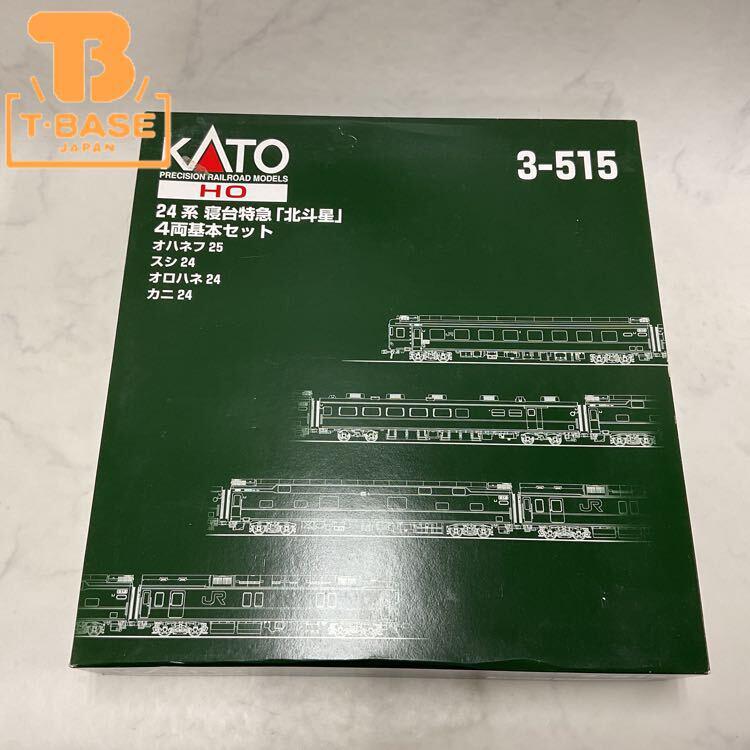 T·BASE
JAPAN
KATO
PRECISION RAILROAD MODELS
HO
3-515
24系 寝台特急「北斗星」
4両基本セット
オハネフ 25
スシ 24
オロハネ 24
カニ 24
JR
JR